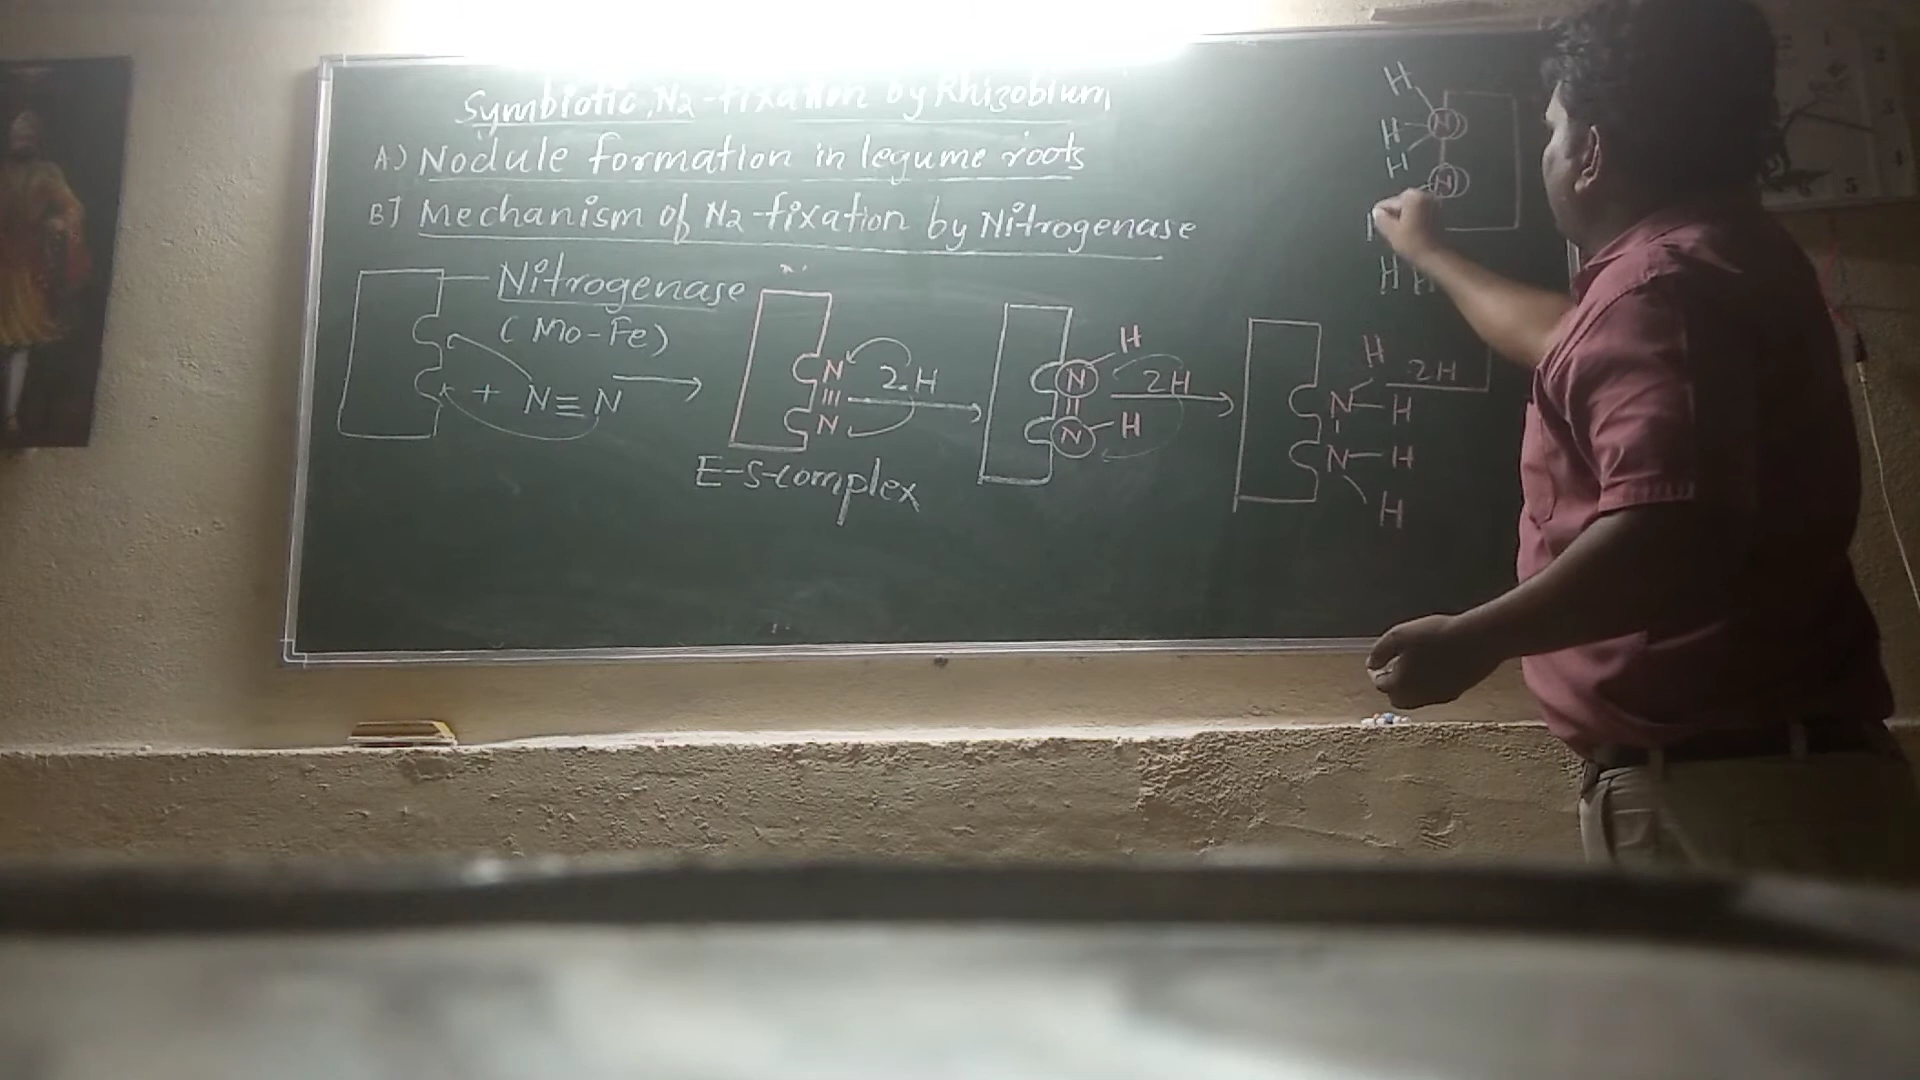 Symbiotic N2-fixation by Rhizobium
A) Nodule formation in legume roots
B) Mechanism of N2-fixation by Nitrogenase
Nitrogenase
(Mo-Fe)
+ N≡N
N
≡
N
2H
E-S-complex
N H
N H
2H
H
N H
N H
H
2H
H
H N
H
N
H